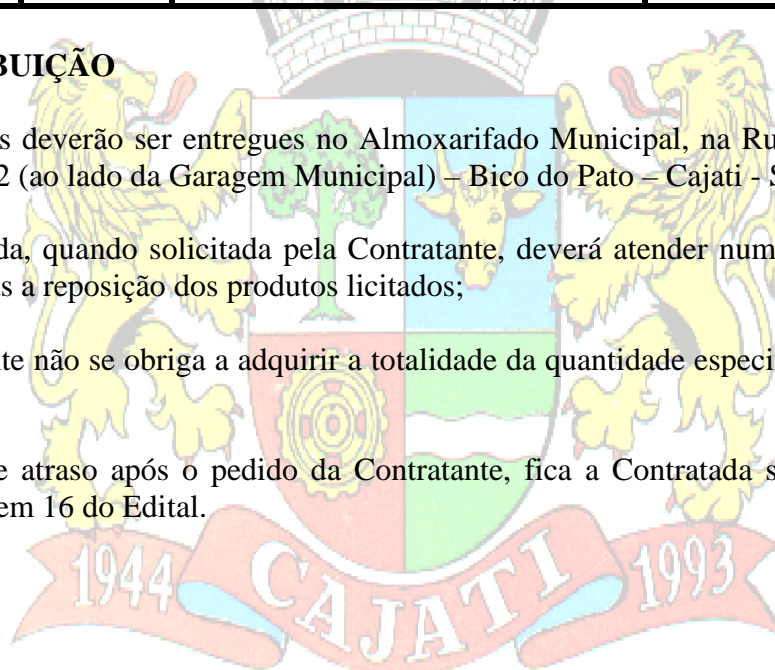 BUIÇÃO
s deverão ser entregues no Almoxarifado Municipal, na Ru
2 (ao lado da Garagem Municipal) – Bico do Pato – Cajati - S
da, quando solicitada pela Contratante, deverá atender num
s a reposição dos produtos licitados;
te não se obriga a adquirir a totalidade da quantidade especi
e atraso após o pedido da Contratante, fica a Contratada s
em 16 do Edital.
1944 CAJATI 1993